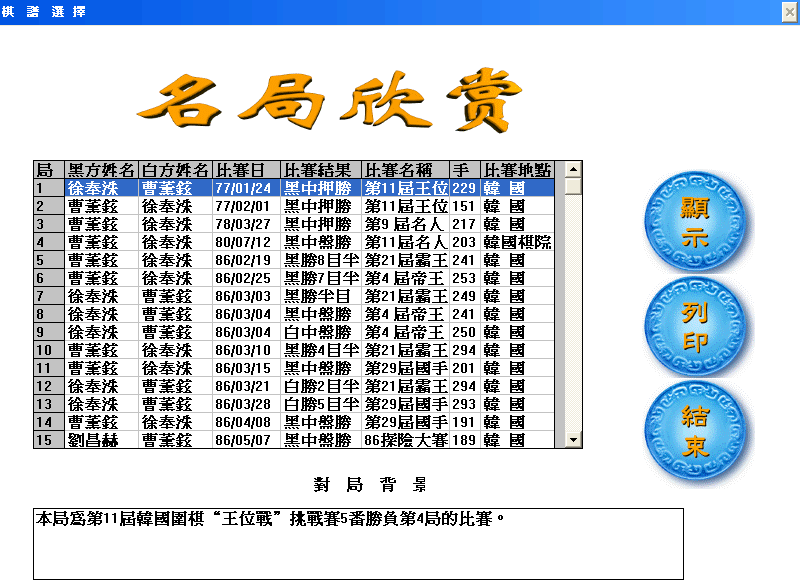 棋 譜 選 擇
名局欣赏
局 黑方姓名 白方姓名 比賽日 比賽結果 比賽名稱 手 比賽地點
1 徐奉洙 曹薰鉉 77/01/24 黑中押勝 第11屆王位 229 韓 國
2 曹薰鉉 徐奉洙 77/02/01 黑中押勝 第11屆王位 151 韓 國
3 曹薰鉉 徐奉洙 78/03/27 黑中押勝 第9屆名人 217 韓 國
4 曹薰鉉 徐奉洙 80/07/12 黑中盤勝 第11屆名人 203 韓國棋院
5 曹薰鉉 徐奉洙 86/02/19 黑勝8目半 第21屆霸王 241 韓 國
6 曹薰鉉 徐奉洙 86/02/25 黑勝7目半 第4屆帝王 253 韓 國
7 徐奉洙 曹薰鉉 86/03/03 黑勝半目 第21屆霸王 249 韓 國
8 徐奉洙 曹薰鉉 86/03/04 黑中盤勝 第4屆帝王 241 韓 國
9 徐奉洙 曹薰鉉 86/03/04 白中盤勝 第4屆帝王 250 韓 國
10 曹薰鉉 徐奉洙 86/03/10 黑勝4目半 第21屆霸王 294 韓 國
11 曹薰鉉 徐奉洙 86/03/15 黑中盤勝 第29屆國手 201 韓 國
12 曹薰鉉 徐奉洙 86/03/21 白勝2目半 第21屆霸王 294 韓 國
13 徐奉洙 曹薰鉉 86/03/28 白勝5目半 第29屆國手 293 韓 國
14 曹薰鉉 徐奉洙 86/04/08 黑中盤勝 第29屆國手 191 韓 國
15 劉昌赫 曹薰鉉 86/05/07 黑中盤勝 86探險大賽 189 韓 國
顯示
列印
結束
對 局 背 景
本局為第11屆韓國圍棋“王位戰”挑戰賽5番勝負第4局的比賽。